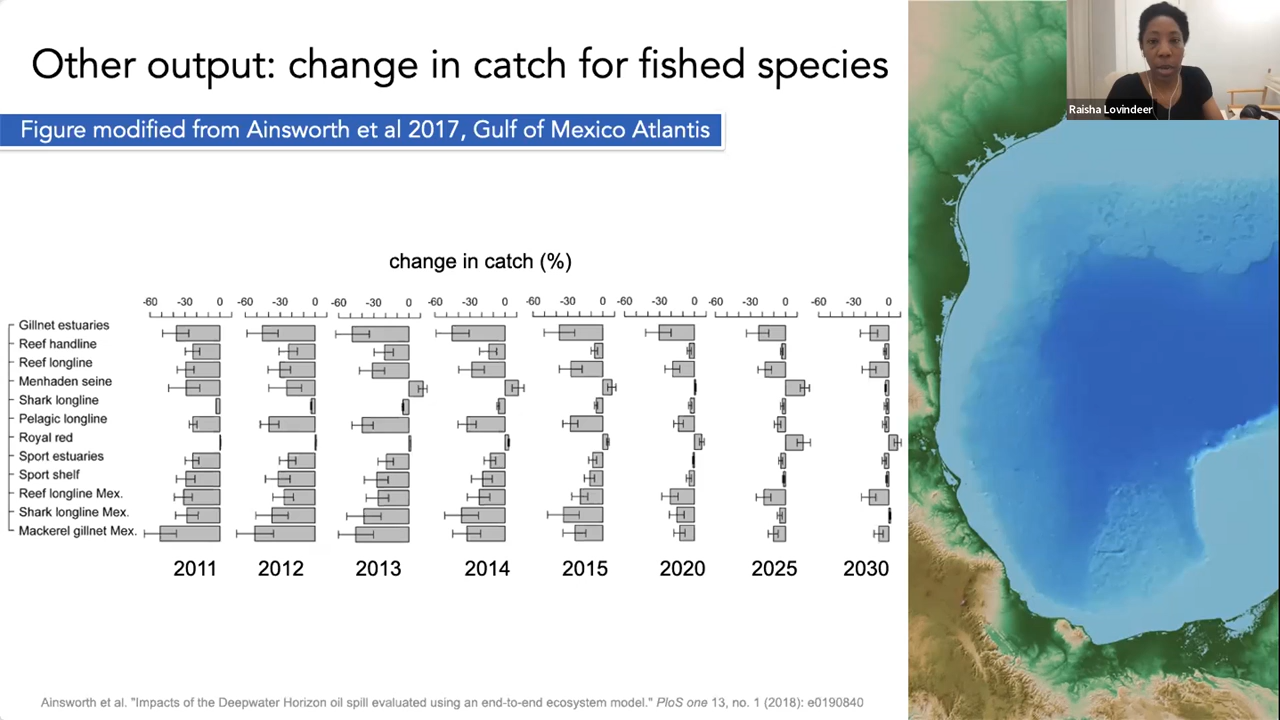 Other output: change in catch for fished species
Raisha Lovindeer
Figure modified from Ainsworth et al 2017, Gulf of Mexico Atlantis
change in catch (%)
-60 -30 0 -60 -30 0 -60 -30 0 -60 -30 0 -60 -30 0 -60 -30 0 -60 -30 0 -60 -30 0
Gillnet estuaries
Reef handline
Reef longline
Menhaden seine
Shark longline
Pelagic longline
Royal red
Sport estuaries
Sport shelf
Reef longline Mex.
Shark longline Mex.
Mackerel gillnet Mex.
2011 2012 2013 2014 2015 2020 2025 2030
Ainsworth et al. "Impacts of the Deepwater Horizon oil spill evaluated using an end-to-end ecosystem model." PloS one 13, no. 1 (2018): e0190840